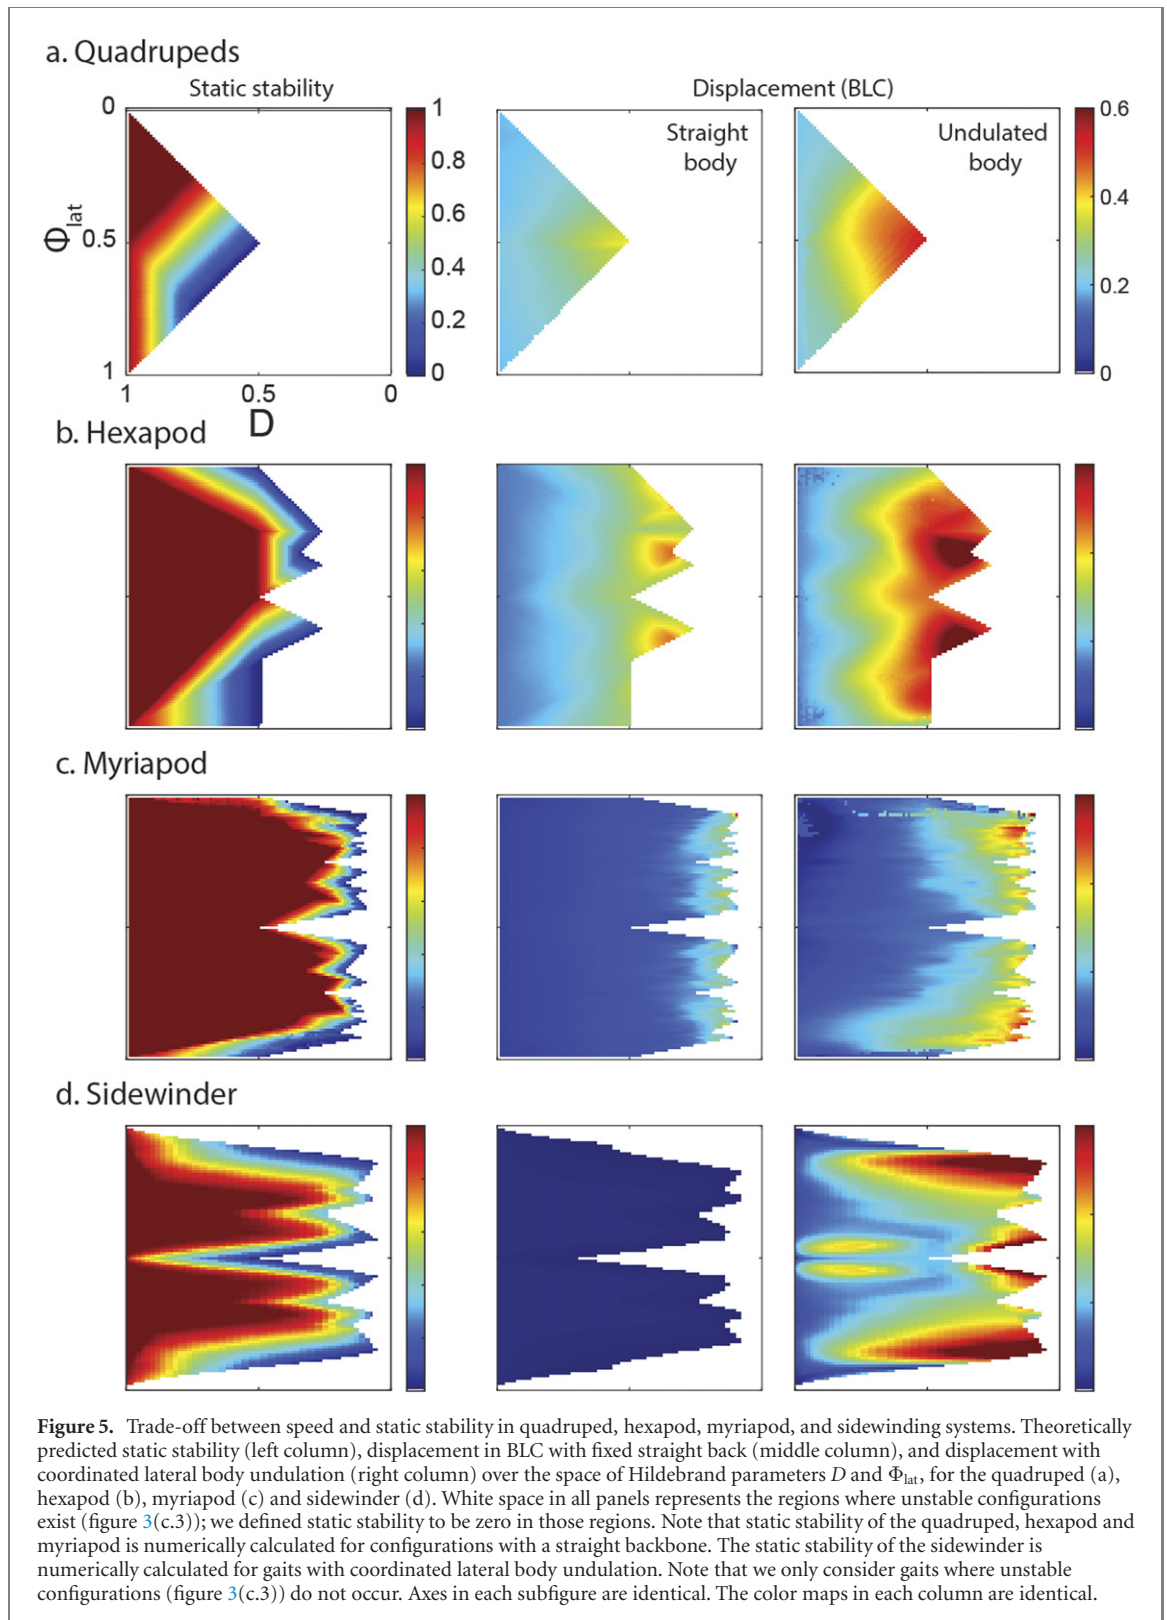 a. Quadrupeds
Static stability
Displacement (BLC)
0
0.5
1
Φlat
1
0.5
0
D
1
0.8
0.6
0.4
0.2
0
Straight
body
Undulated
body
0.6
0.4
0.2
0
b. Hexapod
c. Myriapod
d. Sidewinder
Figure 5. Trade-off between speed and static stability in quadruped, hexapod, myriapod, and sidewinding systems. Theoretically
predicted static stability (left column), displacement in BLC with fixed straight back (middle column), and displacement with
coordinated lateral body undulation (right column) over the space of Hildebrand parameters D and Φlat, for the quadruped (a),
hexapod (b), myriapod (c) and sidewinder (d). White space in all panels represents the regions where unstable configurations
exist (figure 3(c.3)); we defined static stability to be zero in those regions. Note that static stability of the quadruped, hexapod and
myriapod is numerically calculated for configurations with a straight backbone. The static stability of the sidewinder is
numerically calculated for gaits with coordinated lateral body undulation. Note that we only consider gaits where unstable
configurations (figure 3(c.3)) do not occur. Axes in each subfigure are identical. The color maps in each column are identical.